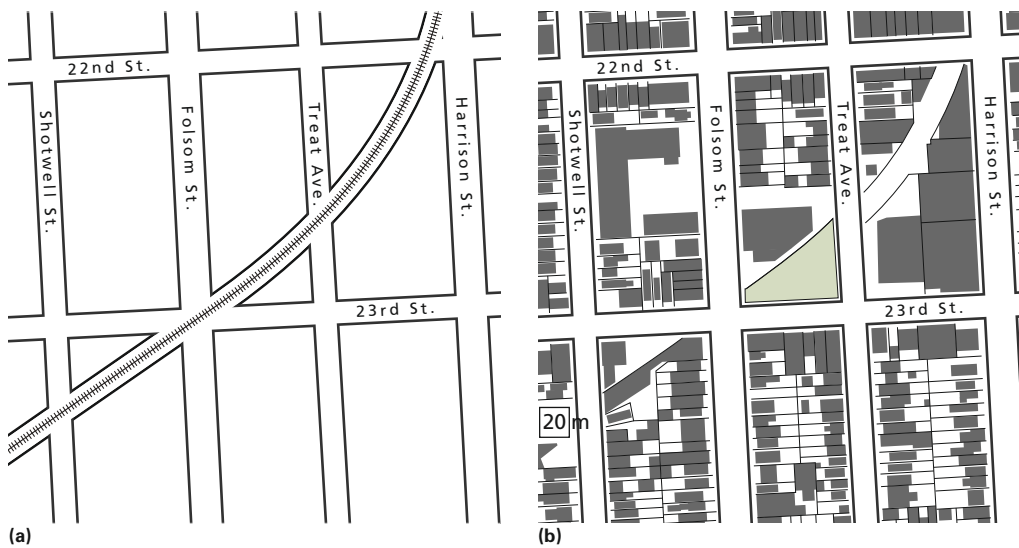 22nd St.
Shotwell St.
Folsom St.
Treat Ave.
Harrison St.
23rd St.
(a)
22nd St.
Shotwell St.
Folsom St.
Treat Ave.
Harrison St.
23rd St.
20 m
(b)